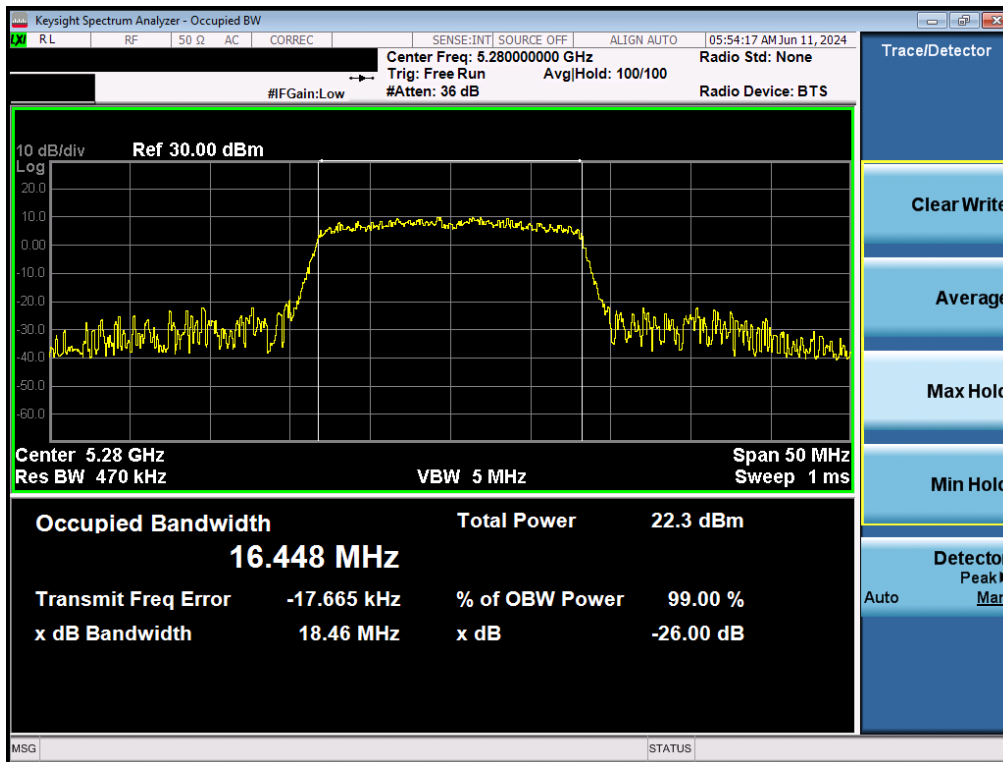 Keysight Spectrum Analyzer - Occupied BW
LXI RL RF 50 Ω AC CORREC SENSE:INT SOURCE OFF ALIGN AUTO 05:54:17 AM Jun 11, 2024
Center Freq: 5.280000000 GHz Radio Std: None
Trig: Free Run Avg|Hold: 100/100
#IFGain:Low #Atten: 36 dB Radio Device: BTS
Trace/Detector
10 dB/div Ref 30.00 dBm
Log
20.0
10.0
0.00
-10.0
-20.0
-30.0
-40.0
-50.0
-60.0
Center 5.28 GHz Span 50 MHz
Res BW 470 kHz VBW 5 MHz Sweep 1 ms
Occupied Bandwidth Total Power 22.3 dBm
16.448 MHz
Transmit Freq Error -17.665 kHz % of OBW Power 99.00 %
x dB Bandwidth 18.46 MHz x dB -26.00 dB
Clear Write
Average
Max Hold
Min Hold
Detector
Peak
Auto Man
MSG STATUS